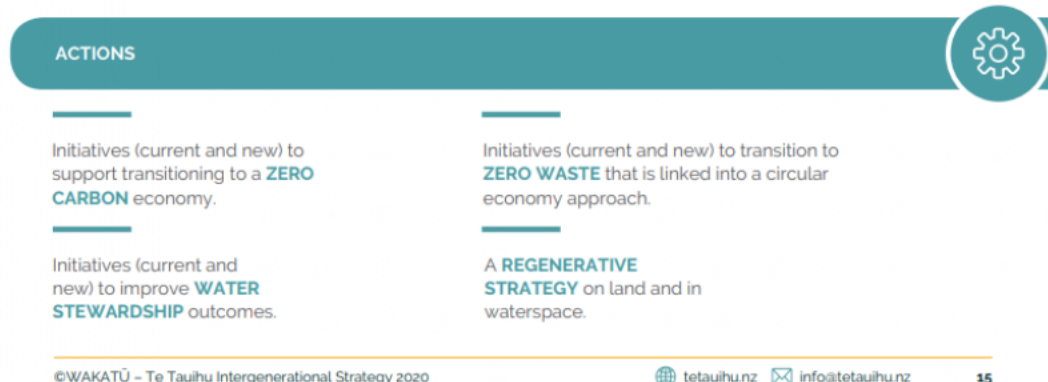 ACTIONS
Initiatives (current and new) to
support transitioning to a ZERO
CARBON economy.
Initiatives (current and new) to transition to
ZERO WASTE that is linked into a circular
economy approach.
Initiatives (current and
new) to improve WATER
STEWARDSHIP outcomes.
A REGENERATIVE
STRATEGY on land and in
waterspace.
©WAKATŪ – Te Tauihu Intergenerational Strategy 2020
tetauihu.nz info@tetauihu.nz 15